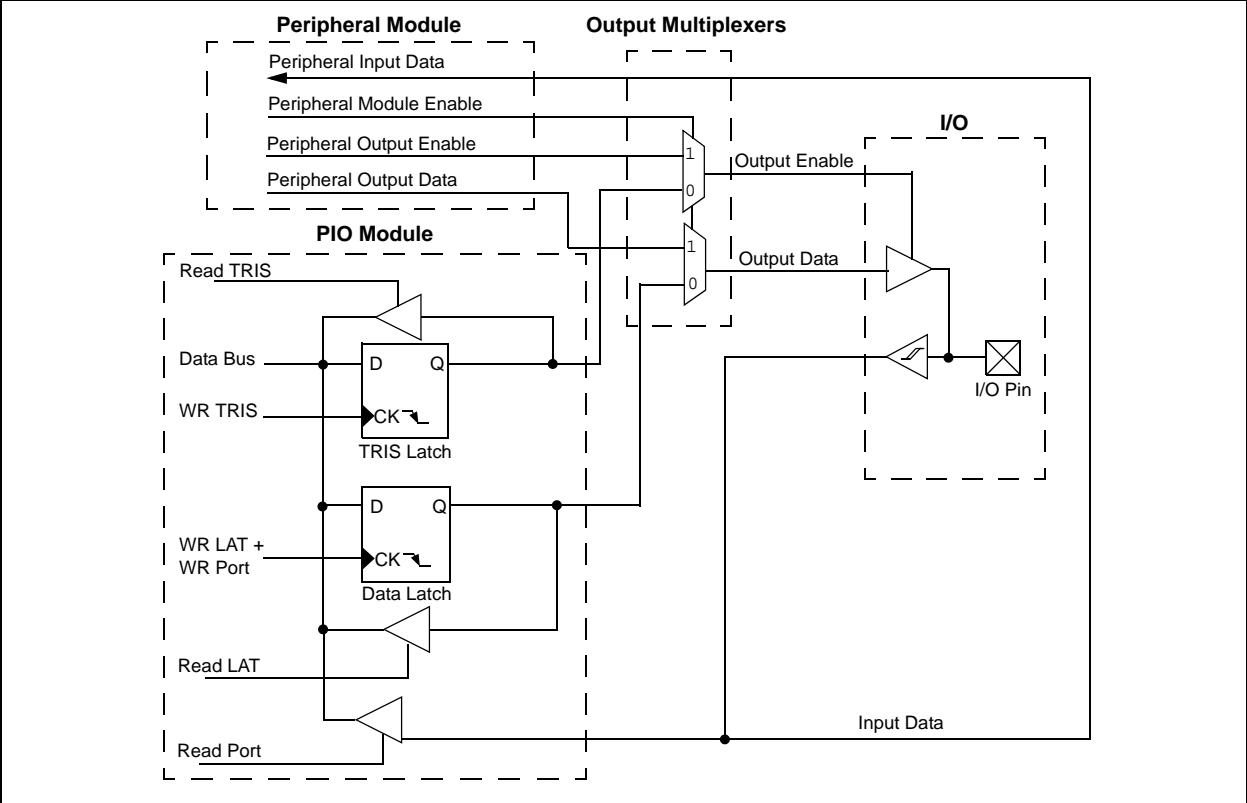 Peripheral Module
Output Multiplexers
Peripheral Input Data
Peripheral Module Enable
Peripheral Output Enable
Peripheral Output Data
1
0
1
0
Output Enable
Output Data
I/O
I/O Pin
PIO Module
Read TRIS
Data Bus
D
Q
WR TRIS
CK
TRIS Latch
D
Q
WR LAT +
WR Port
CK
Data Latch
Read LAT
Read Port
Input Data